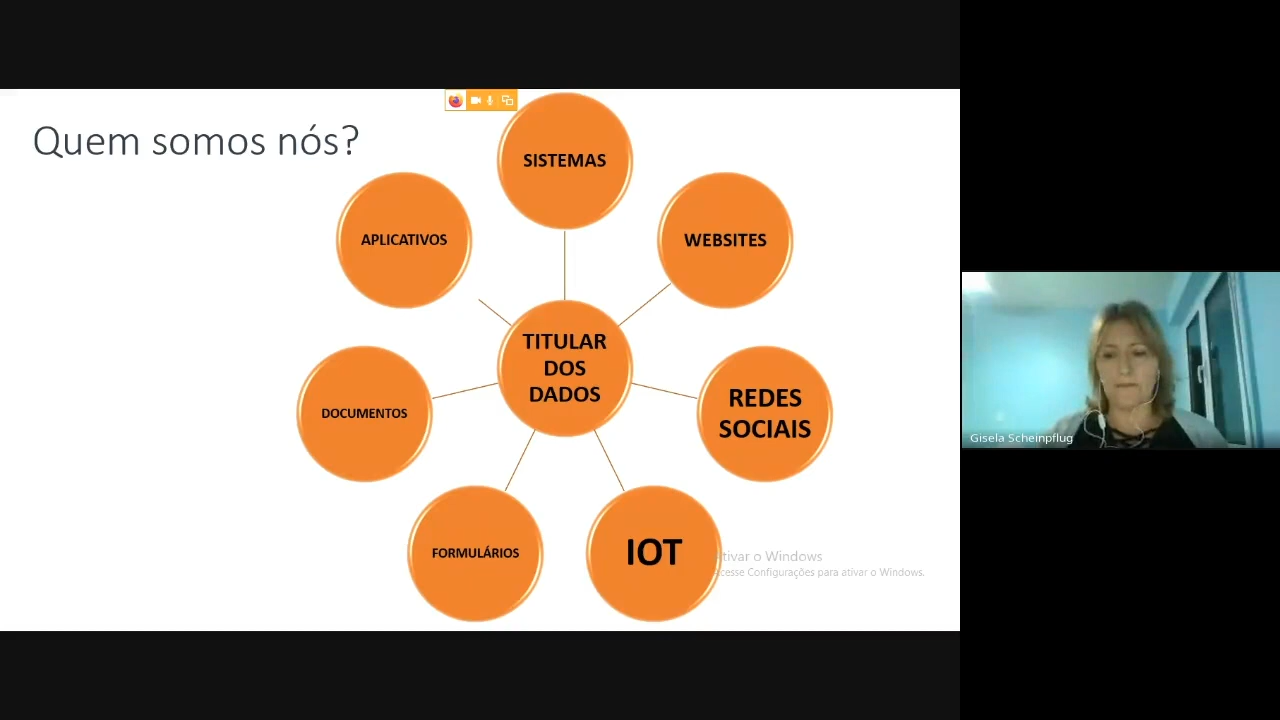 Quem somos nós?
SISTEMAS
APLICATIVOS
WEBSITES
TITULAR
DOS
DADOS
DOCUMENTOS
REDES
SOCIAIS
FORMULÁRIOS
IOT
tivar o Windows
cesse Configurações para ativar o Windows.
Gisela Scheinpflug